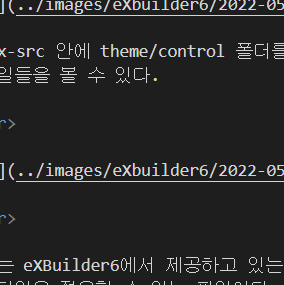 ](../images/eXbuilder6/2022-05
x-src 안에 theme/control 폴더를
일들을 볼 수 있다.
r>
](../images/eXbuilder6/2022-05
r>
는 eXBuilder6에서 제공하고 있는